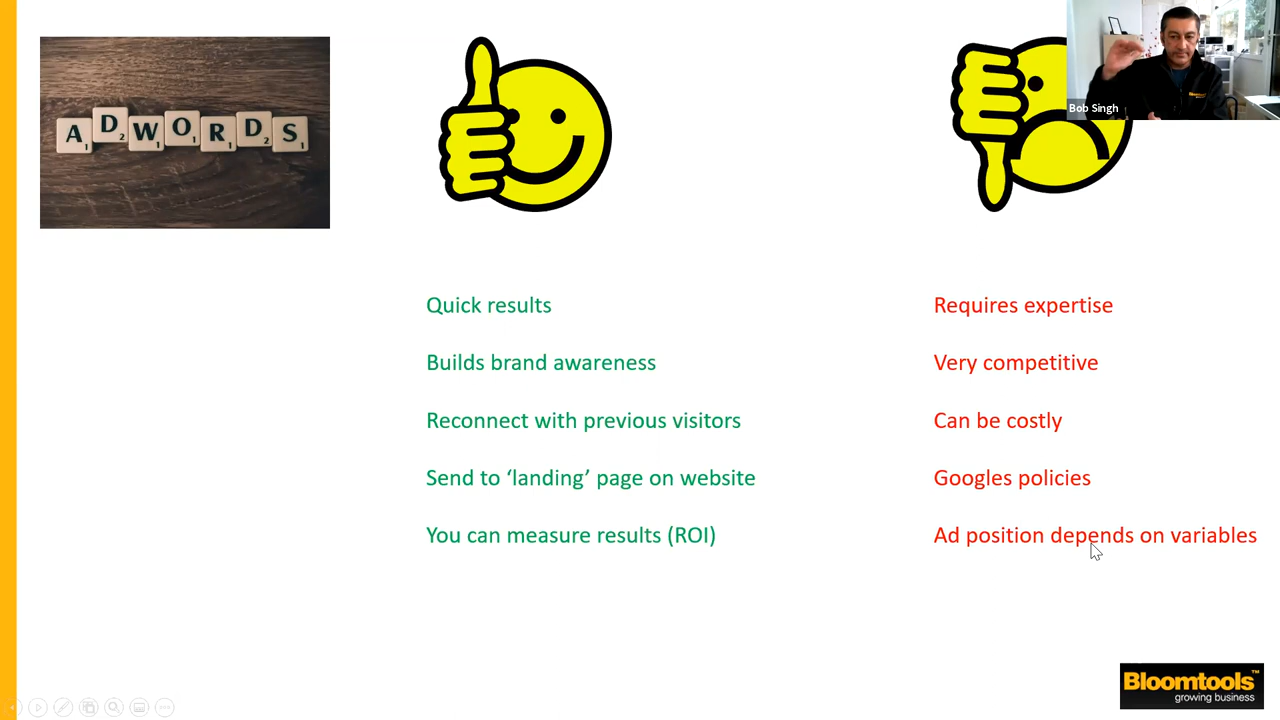 ADWORDS
Bob Singh
Quick results
Builds brand awareness
Reconnect with previous visitors
Send to ‘landing’ page on website
You can measure results (ROI)
Requires expertise
Very competitive
Can be costly
Googles policies
Ad position depends on variables
Bloomtools™
growing business